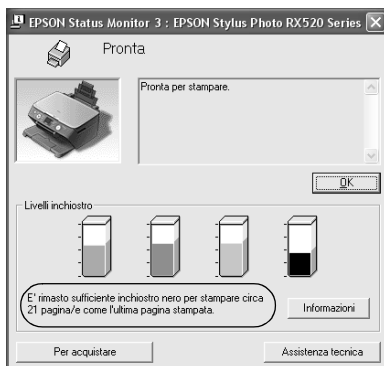 EPSON Status Monitor 3 : EPSON Stylus Photo RX520 Series
Pronta
Pronta per stampare.
OK
Livelli inchiostro
E' rimasto sufficiente inchiostro nero per stampare circa
21 pagina/e come l'ultima pagina stampata.
Informazioni
Per acquistare
Assistenza tecnica